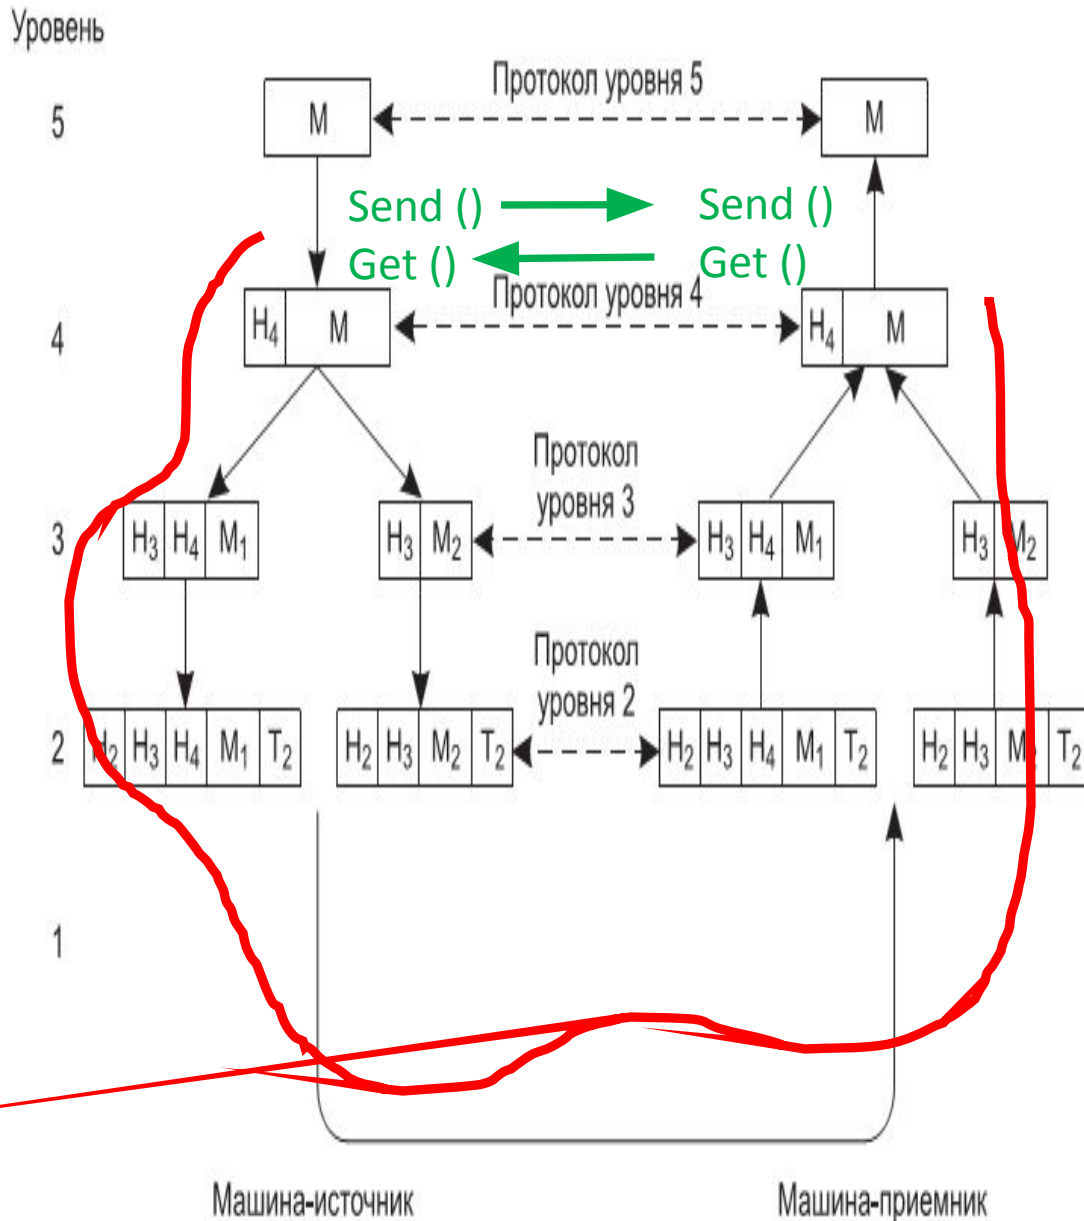 Уровень
5
M
Протокол уровня 5
M
Send () Send ()
Get () Get ()
4
H₄ M
Протокол уровня 4
H₄ M
3
H₃ H₄ M₁
H₃ M₂
Протокол
уровня 3
H₃ H₄ M₁
H₃ M₂
2
H₂ H₃ H₄ M₁ T₂
H₂ H₃ M₂ T₂
Протокол
уровня 2
H₂ H₃ H₄ M₁ T₂
H₂ H₃ M T₂
1
Машина-источник
Машина-приемник